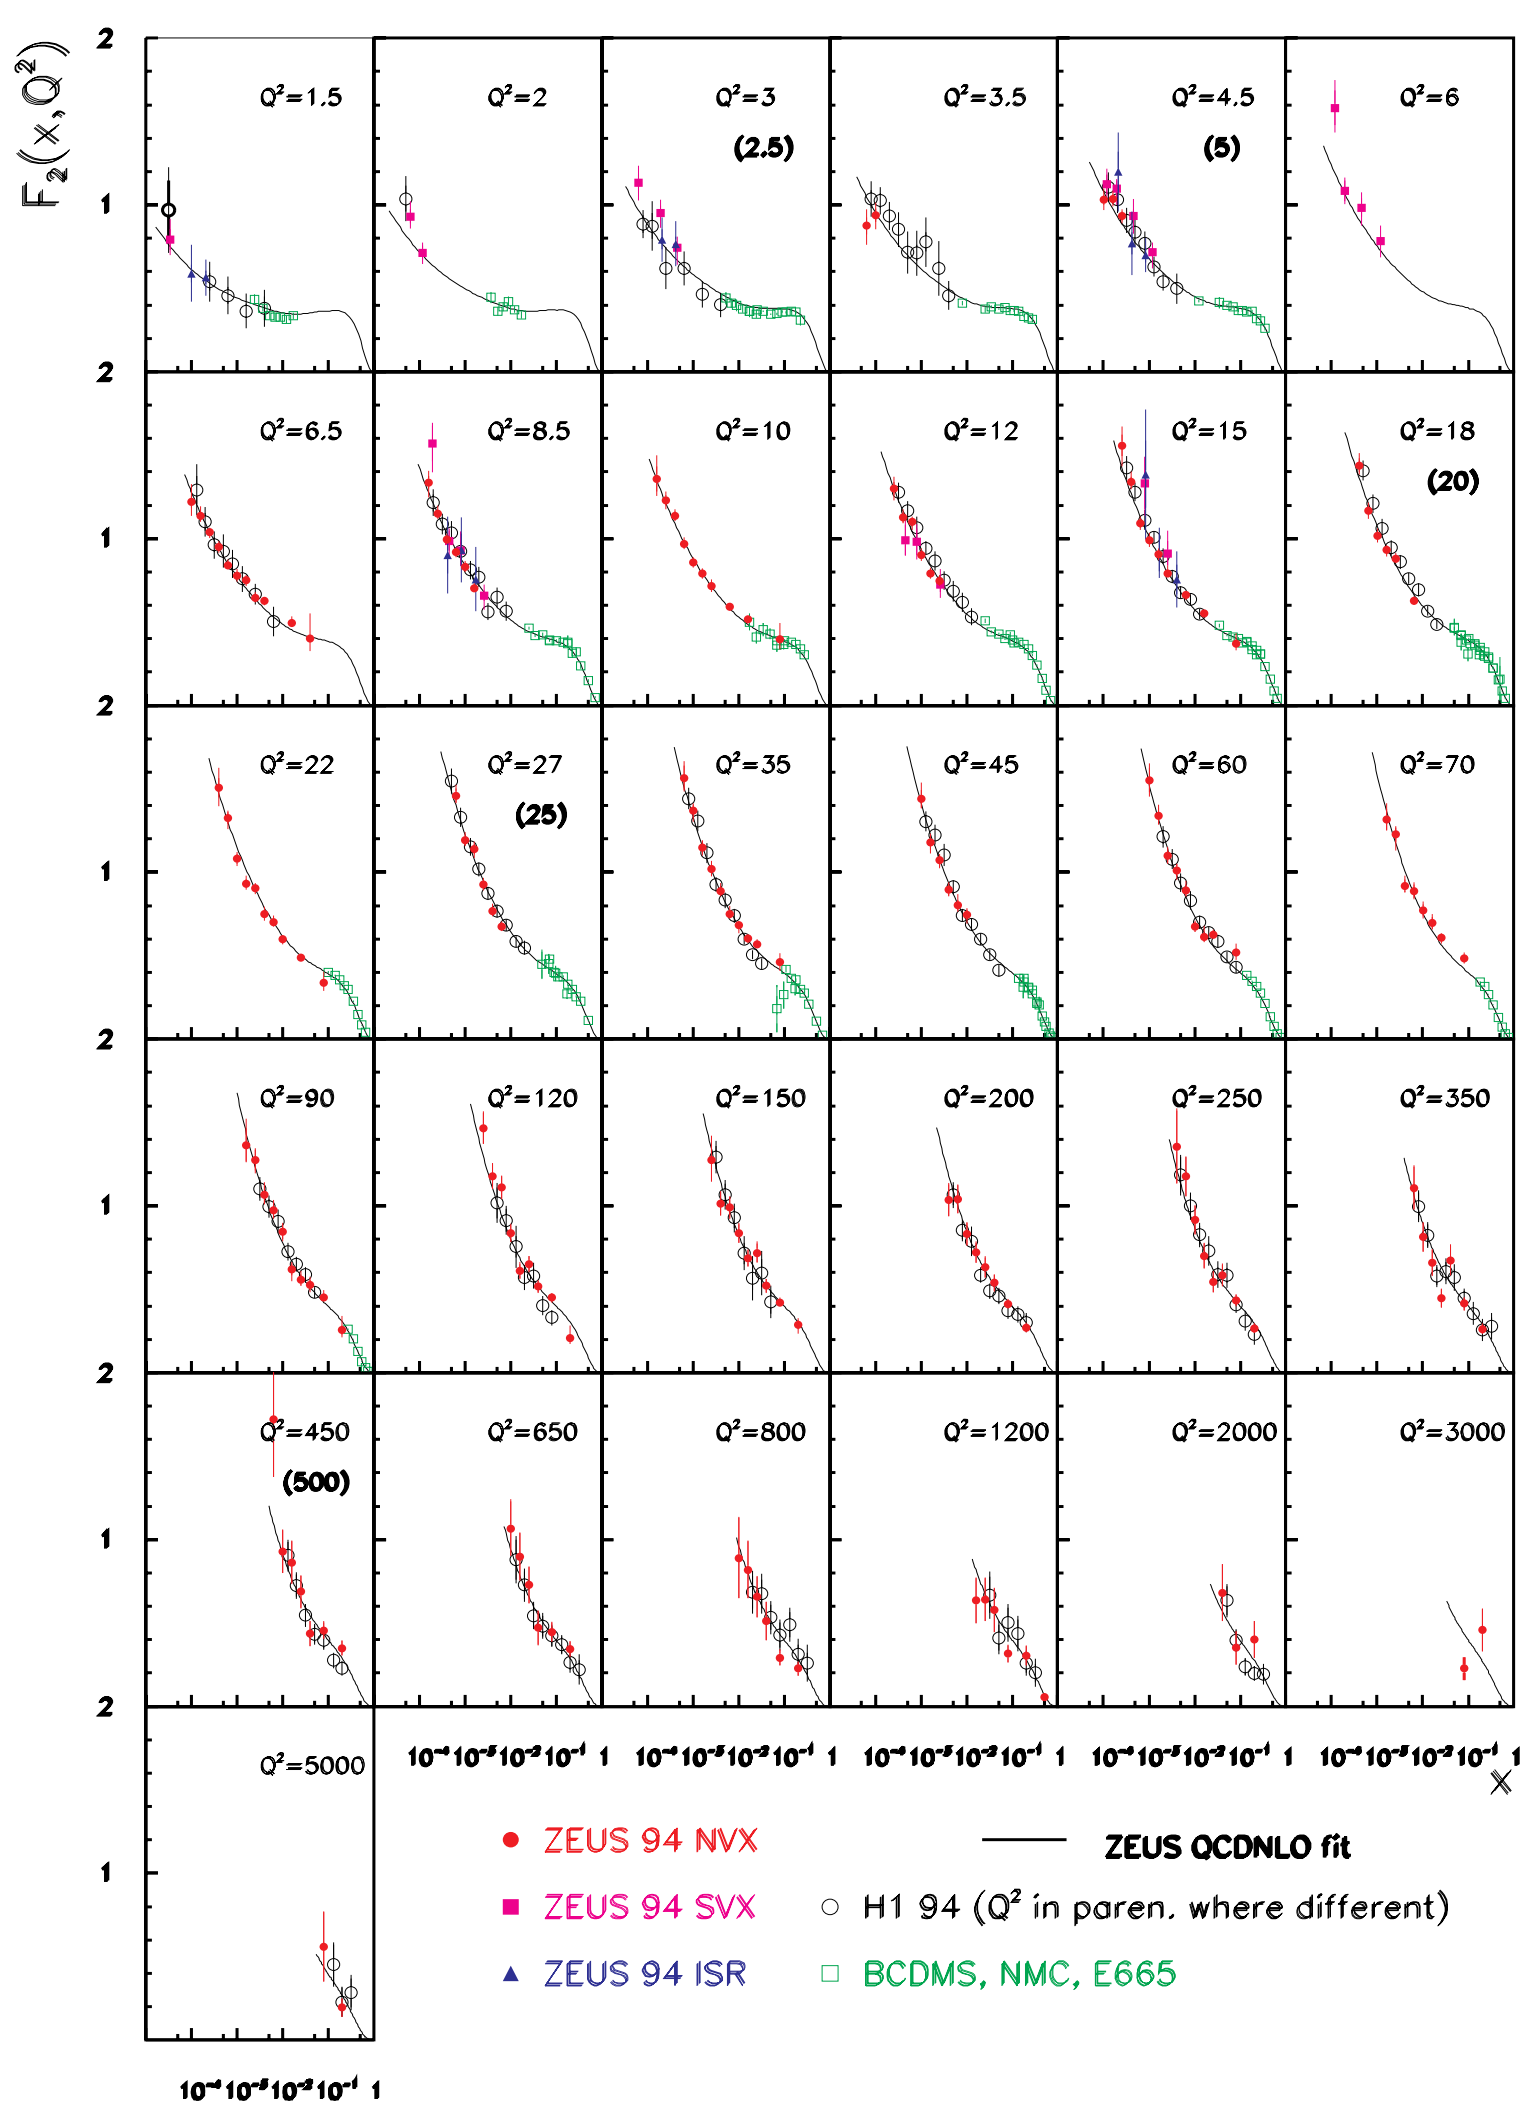 F₂(x,Q²)
2
Q²=1.5 Q²=2 Q²=3 Q²=3.5 Q²=4.5 Q²=6
(2.5) (5)
1
2
Q²=6.5 Q²=8.5 Q²=10 Q²=12 Q²=15 Q²=18
(20)
1
2
Q²=22 Q²=27 Q²=35 Q²=45 Q²=60 Q²=70
(25)
1
2
Q²=90 Q²=120 Q²=150 Q²=200 Q²=250 Q²=350
1
2
Q²=450 Q²=650 Q²=800 Q²=1200 Q²=2000 Q²=3000
(500)
1
2
10⁻⁴ 10⁻³ 10⁻² 10⁻¹ 1 10⁻⁴ 10⁻³ 10⁻² 10⁻¹ 1 10⁻⁴ 10⁻³ 10⁻² 10⁻¹ 1 10⁻⁴ 10⁻³ 10⁻² 10⁻¹ 1 10⁻⁴ 10⁻³ 10⁻² 10⁻¹ 1
x
Q²=5000
ZEUS 94 NVX ZEUS QCDNLO fit
1
ZEUS 94 SVX H1 94 (Q² in paren. where different)
ZEUS 94 ISR BCDMS, NMC, E665
10⁻⁴ 10⁻³ 10⁻² 10⁻¹ 1